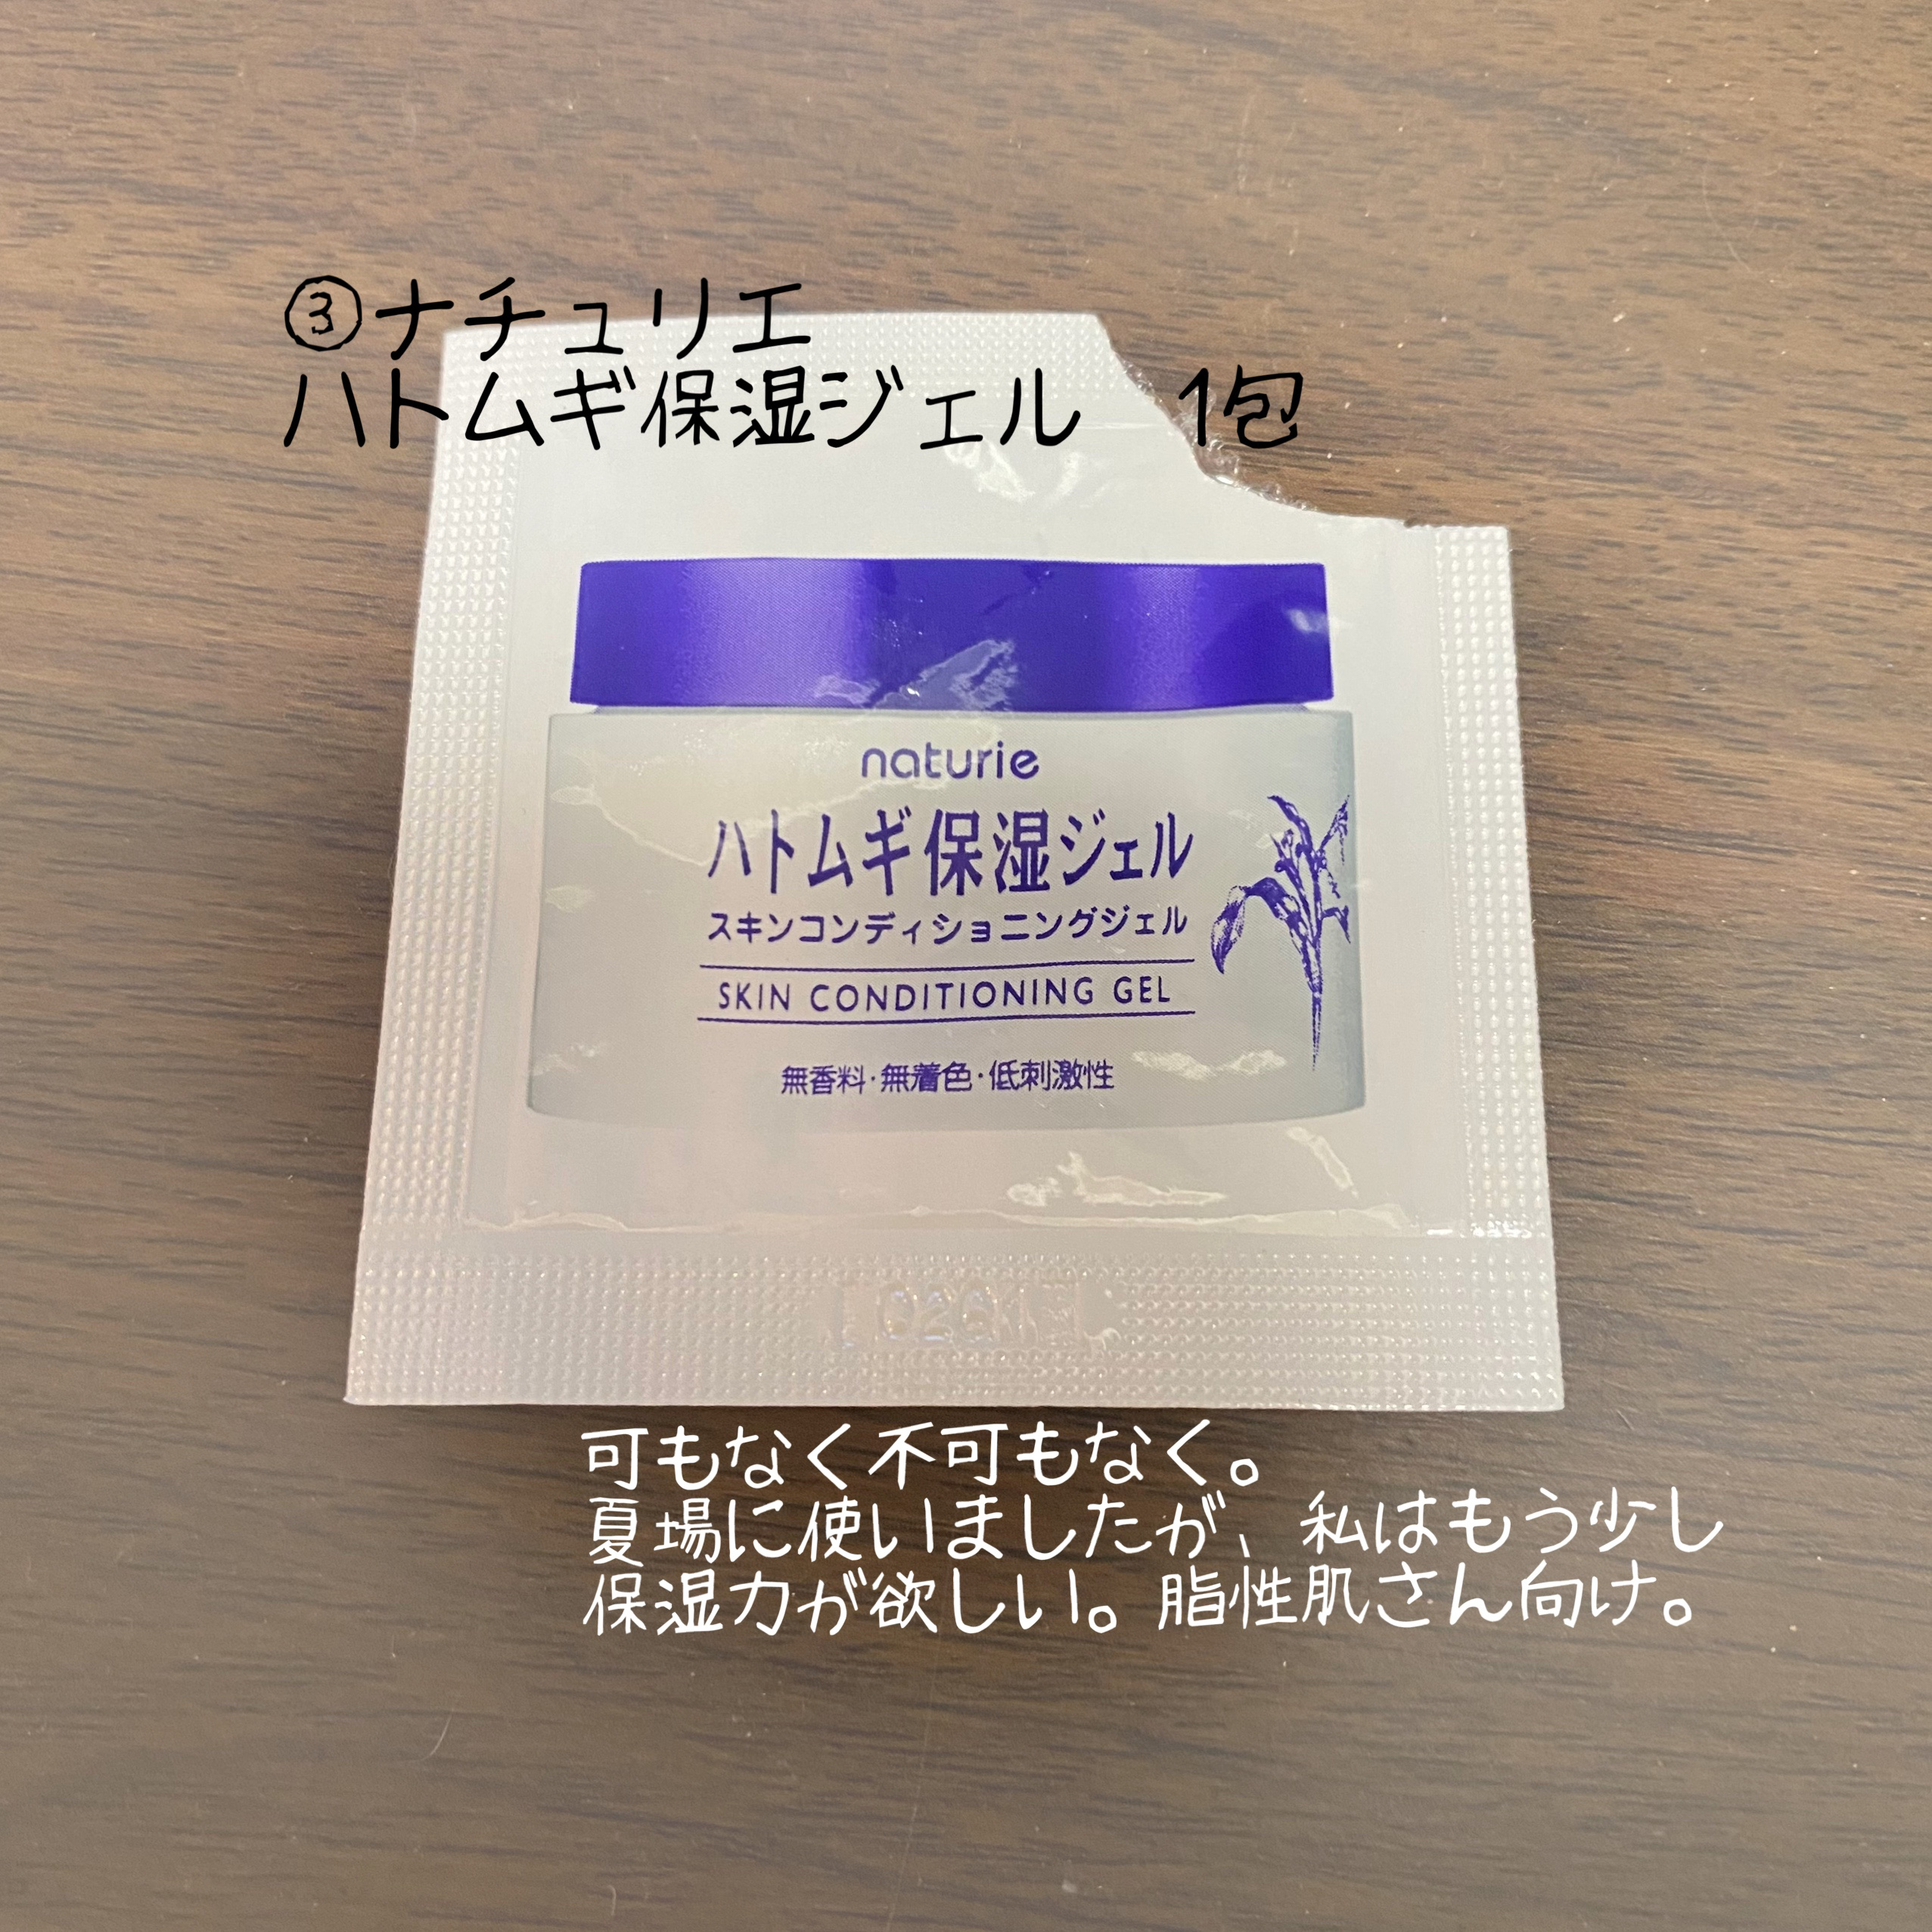 ③ナチュリエ
ハトムギ保湿ジェル 1包
naturie
ハトムギ保湿ジェル
スキンコンディショニングジェル
SKIN CONDITIONING GEL
無香料・無着色・低刺激性
可もなく不可もなく。
夏場に使いましたが、私はもう少し
保湿力が欲しい。脂性肌さん向け。